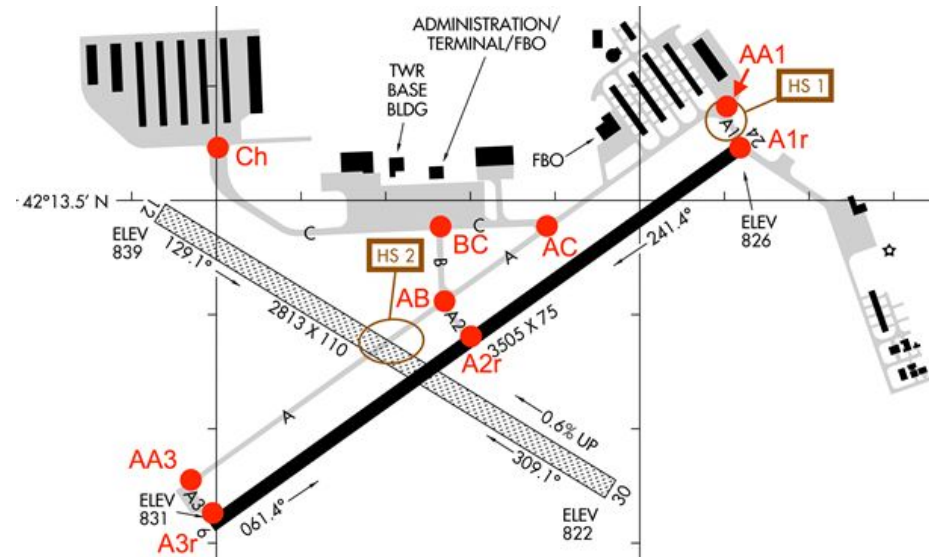 ADMINISTRATION/
TERMINAL/FBO
TWR
BASE
BLDG
AA1
HS 1
A1
24
A1r
FBO
Ch
42°13.5' N
ELEV
826
12
ELEV
839
129.1°
C
HS 2
BC
C
AC
B
A
241.4°
2813 X 110
AB
A2
3505 X 75
A2r
A
0.6% UP
309.1°
30
ELEV
822
AA3
A3
ELEV
831
6
A3r
061.4°